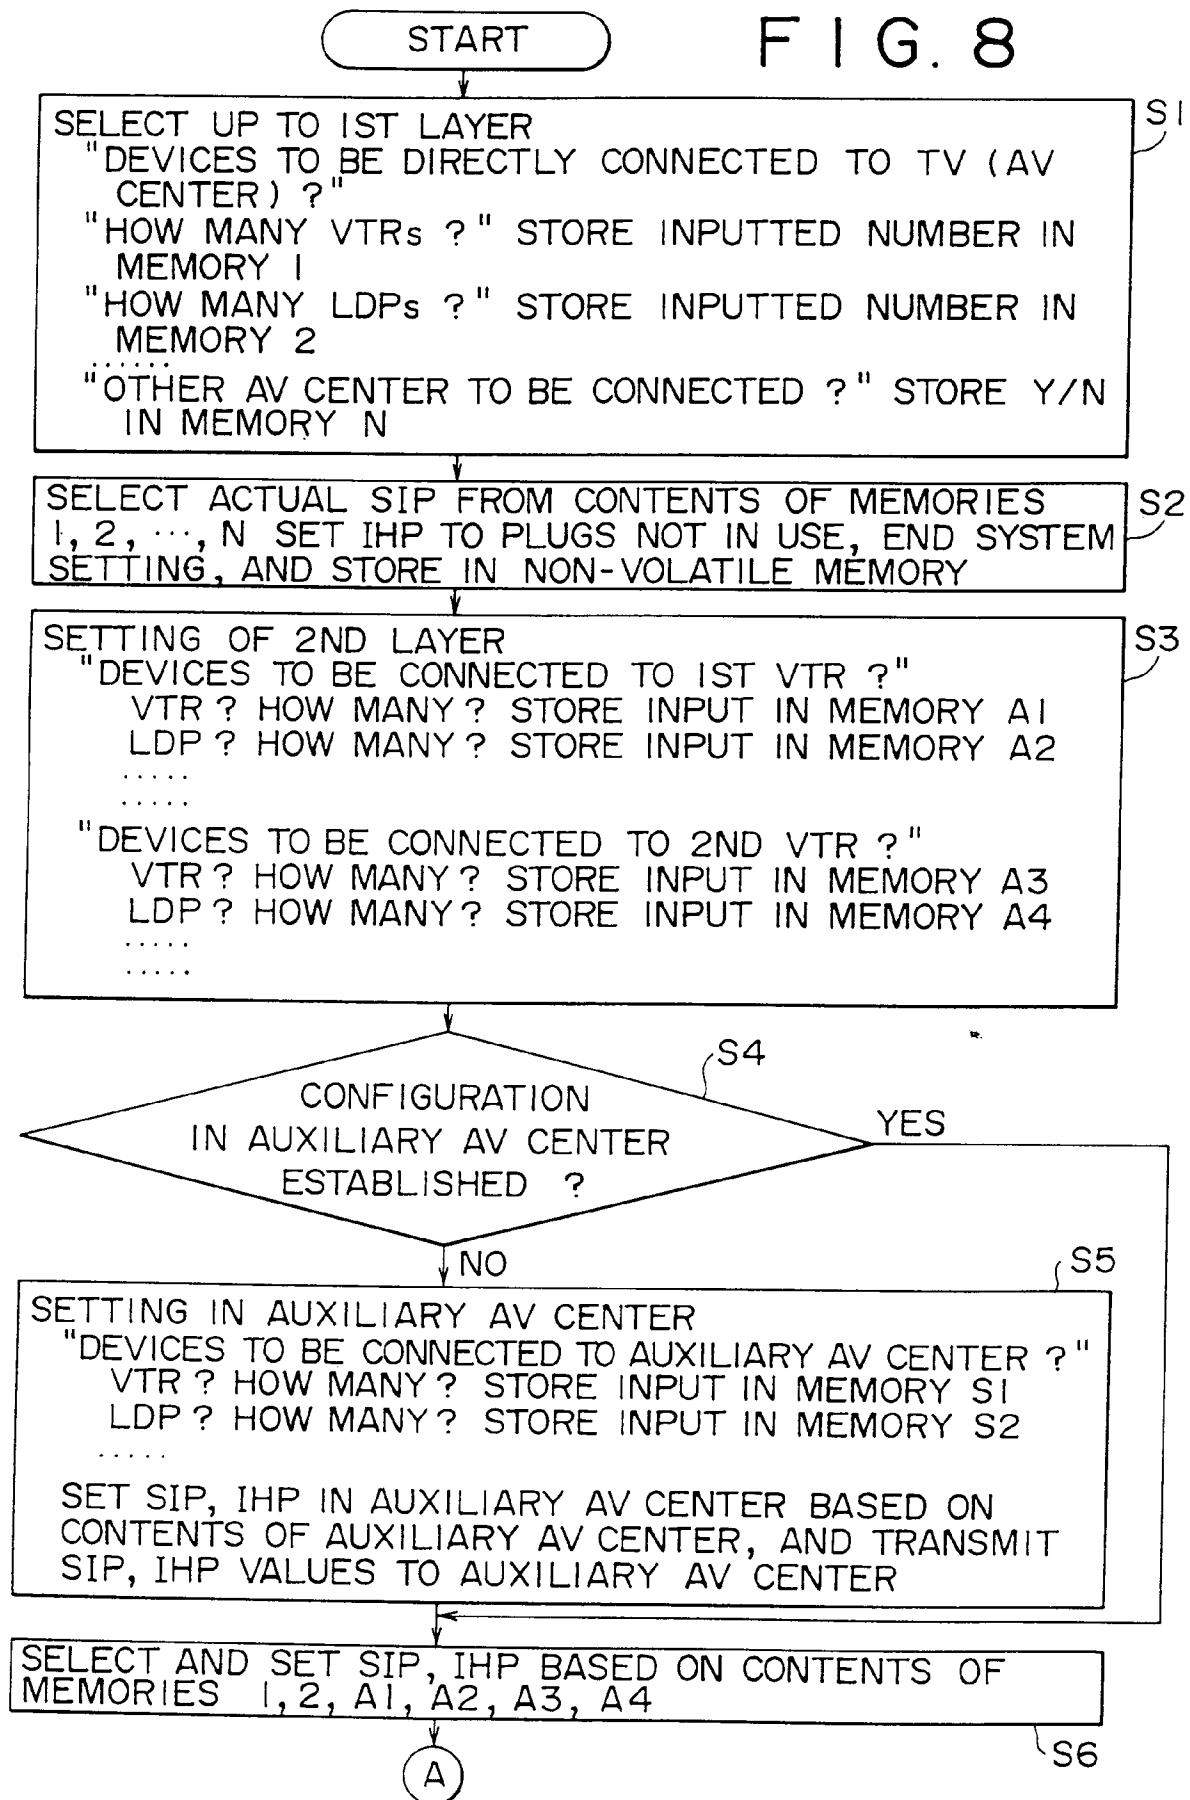 START
FIG. 8
SELECT UP TO 1ST LAYER
S1
"DEVICES TO BE DIRECTLY CONNECTED TO TV (AV
CENTER) ?"
"HOW MANY VTRs ?" STORE INPUTTED NUMBER IN
MEMORY 1
"HOW MANY LDPs ?" STORE INPUTTED NUMBER IN
MEMORY 2
......
"OTHER AV CENTER TO BE CONNECTED ?" STORE Y/N
IN MEMORY N
SELECT ACTUAL SIP FROM CONTENTS OF MEMORIES
S2
1, 2, ..., N SET IHP TO PLUGS NOT IN USE, END SYSTEM
SETTING, AND STORE IN NON-VOLATILE MEMORY
SETTING OF 2ND LAYER
S3
"DEVICES TO BE CONNECTED TO 1ST VTR ?"
VTR ? HOW MANY ? STORE INPUT IN MEMORY A1
LDP ? HOW MANY ? STORE INPUT IN MEMORY A2
.....
.....
"DEVICES TO BE CONNECTED TO 2ND VTR ?"
VTR ? HOW MANY ? STORE INPUT IN MEMORY A3
LDP ? HOW MANY ? STORE INPUT IN MEMORY A4
.....
.....
S4
CONFIGURATION
IN AUXILIARY AV CENTER
ESTABLISHED ?
YES
NO
S5
SETTING IN AUXILIARY AV CENTER
"DEVICES TO BE CONNECTED TO AUXILIARY AV CENTER ?"
VTR ? HOW MANY ? STORE INPUT IN MEMORY S1
LDP ? HOW MANY ? STORE INPUT IN MEMORY S2
.....
SET SIP, IHP IN AUXILIARY AV CENTER BASED ON
CONTENTS OF AUXILIARY AV CENTER, AND TRANSMIT
SIP, IHP VALUES TO AUXILIARY AV CENTER
SELECT AND SET SIP, IHP BASED ON CONTENTS OF
MEMORIES 1, 2, A1, A2, A3, A4
S6
A